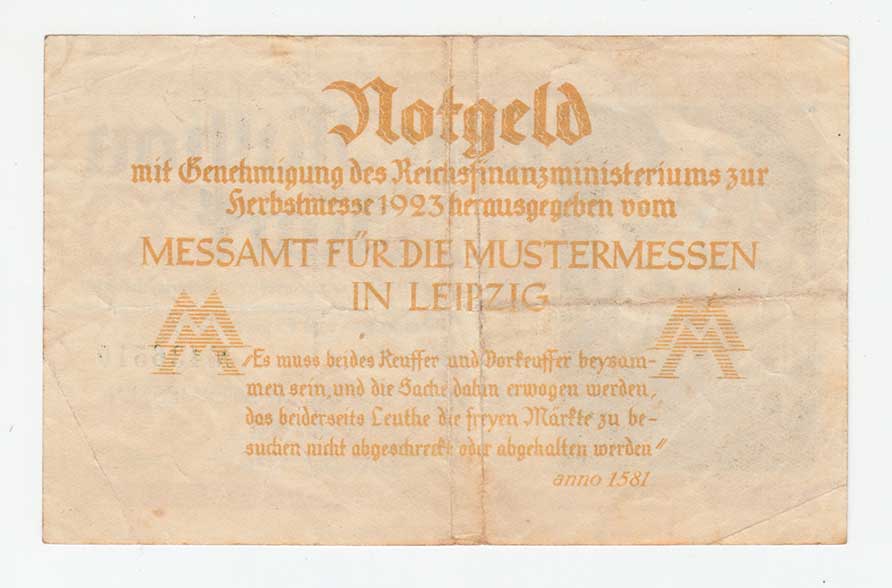 Notgeld
mit Genehmigung des Reichsfinanzministeriums zur
Herbstmesse 1923 herausgegeben vom
MESSAMT FÜR DIE MUSTERMESSEN
IN LEIPZIG
„Es muss beides Keuffer und Vorkeuffer beysam-
men sein, und die Sache dahin erwogen werden,
das beiderseits Leuthe die freyen Märkte zu be-
suchen nicht abgeschreckt oder abgehalten werden“
anno 1581